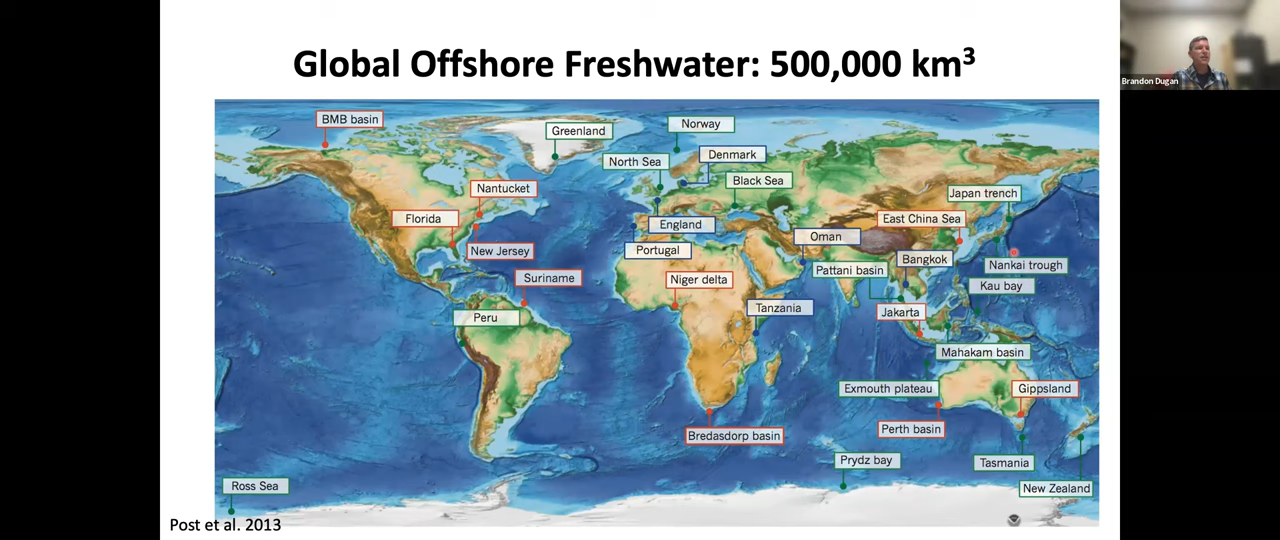 Global Offshore Freshwater: 500,000 km³
Brandon Dugan
BMB basin
Greenland
Norway
North Sea
Denmark
Black Sea
Nantucket
Japan trench
Florida
East China Sea
England
Oman
New Jersey
Portugal
Bangkok
Nankai trough
Pattani basin
Suriname
Niger delta
Kau bay
Tanzania
Jakarta
Peru
Mahakam basin
Exmouth plateau
Gippsland
Perth basin
Bredasdorp basin
Prydz bay
Tasmania
Ross Sea
New Zealand
Post et al. 2013